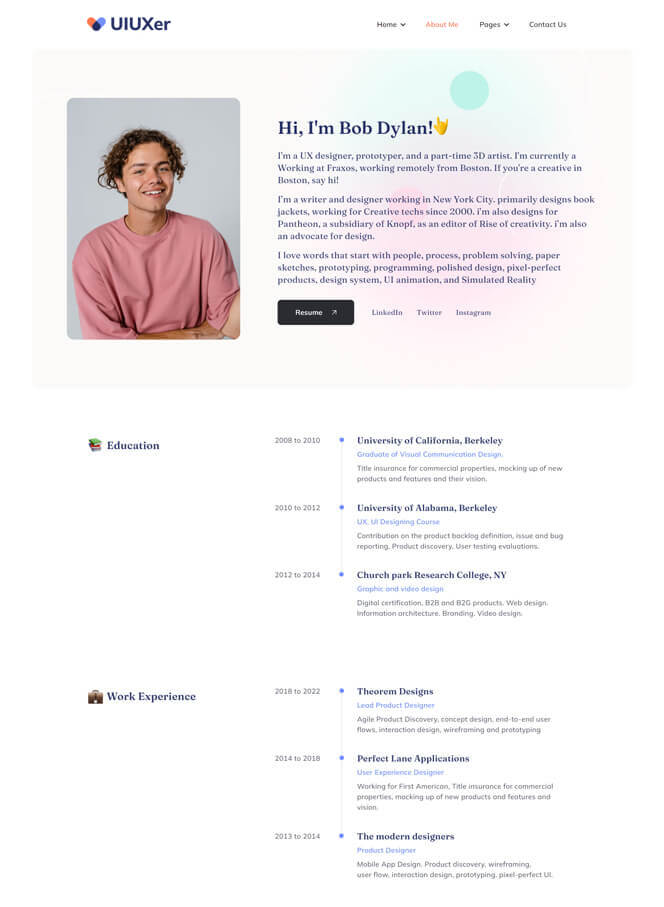 UIUXer
Home
About Me
Pages
Contact Us
Hi, I'm Bob Dylan!
I'm a UX designer, prototyper, and a part-time 3D artist. I'm currently a
Working at Fraxos, working remotely from Boston. If you're a creative in
Boston, say hi!
I'm a writer and designer working in New York City. primarily designs book
jackets, working for Creative techs since 2000. i'm also designs for
Pantheon, a subsidiary of Knopf, as an editor of Rise of creativity. i'm also
an advocate for design.
I love words that start with people, process, problem solving, paper
sketches, prototyping, programming, polished design, pixel-perfect
products, design system, UI animation, and Simulated Reality
Resume
LinkedIn
Twitter
Instagram
Education
2008 to 2010
University of California, Berkeley
Graduate of Visual Communication Design.
Title insurance for commercial properties, mocking up of new
products and features and their vision.
2010 to 2012
University of Alabama, Berkeley
UX, UI Designing Course
Contribution on the product backlog definition, issue and bug
reporting, Product discovery, User testing evaluations.
2012 to 2014
Church park Research College, NY
Graphic and video design
Digital certification, B2B and B2G products. Web design.
Information architecture. Branding. Video design.
Work Experience
2018 to 2022
Theorem Designs
Lead Product Designer
Agile Product Discovery, concept design, end-to-end user
flows, interaction design, wireframing and prototyping
2014 to 2018
Perfect Lane Applications
User Experience Designer
Working for First American, Title insurance for commercial
properties, mocking up of new products and features and
vision.
2013 to 2014
The modern designers
Product Designer
Mobile App Design. Product discovery, wireframing,
user flow, interaction design, prototyping, pixel-perfect UI.